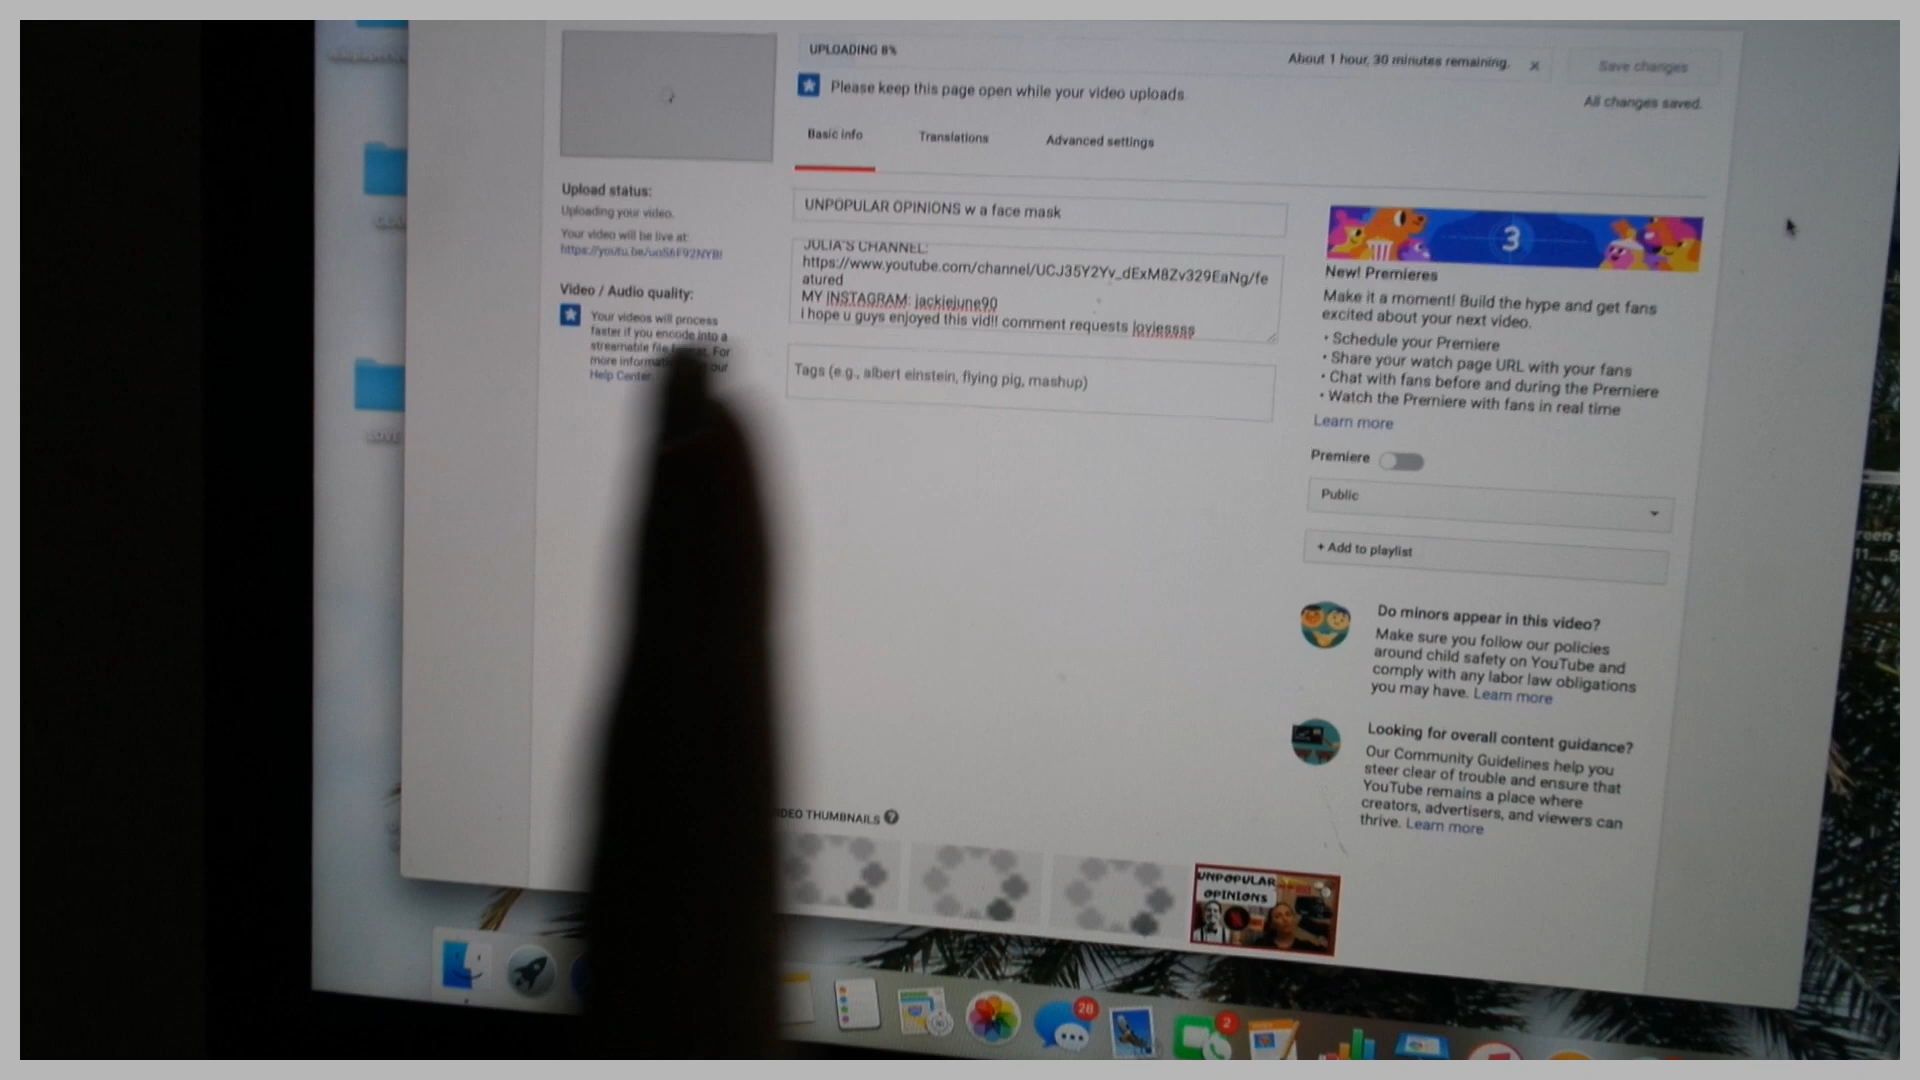 UPLOADING 8%
About 1 hour, 30 minutes remaining.
Save changes
Please keep this page open while your video uploads.
All changes saved.
Basic info
Translations
Advanced settings
Upload status:
Uploading your video.
Your video will be live at:
Video / Audio quality:
Your videos will process
faster if you encode into a
streamable file For
more
our
Help Center.
UNPOPULAR OPINIONS w a face mask
JULIA'S CHANNEL:
https://www.youtube.com/channel/UCJ35Y2Yv_dExM8Zv329EaNg/fe
atured
MY INSTAGRAM: jackiejune90
i hope u guys enjoyed this vid!! comment requests loviessss
Tags (e.g., albert einstein, flying pig, mashup)
3
New! Premieres
Make it a moment! Build the hype and get fans
excited about your next video.
• Schedule your Premiere
• Share your watch page URL with your fans
• Chat with fans before and during the Premiere
• Watch the Premiere with fans in real time
Learn more
Premiere
Public
+ Add to playlist
Do minors appear in this video?
Make sure you follow our policies
around child safety on YouTube and
comply with any labor law obligations
you may have. Learn more
Looking for overall content guidance?
Our Community Guidelines help you
steer clear of trouble and ensure that
YouTube remains a place where
creators, advertisers, and viewers can
thrive. Learn more
THUMBNAILS ?
UNPOPULAR
OPINIONS
28
2
LOVE